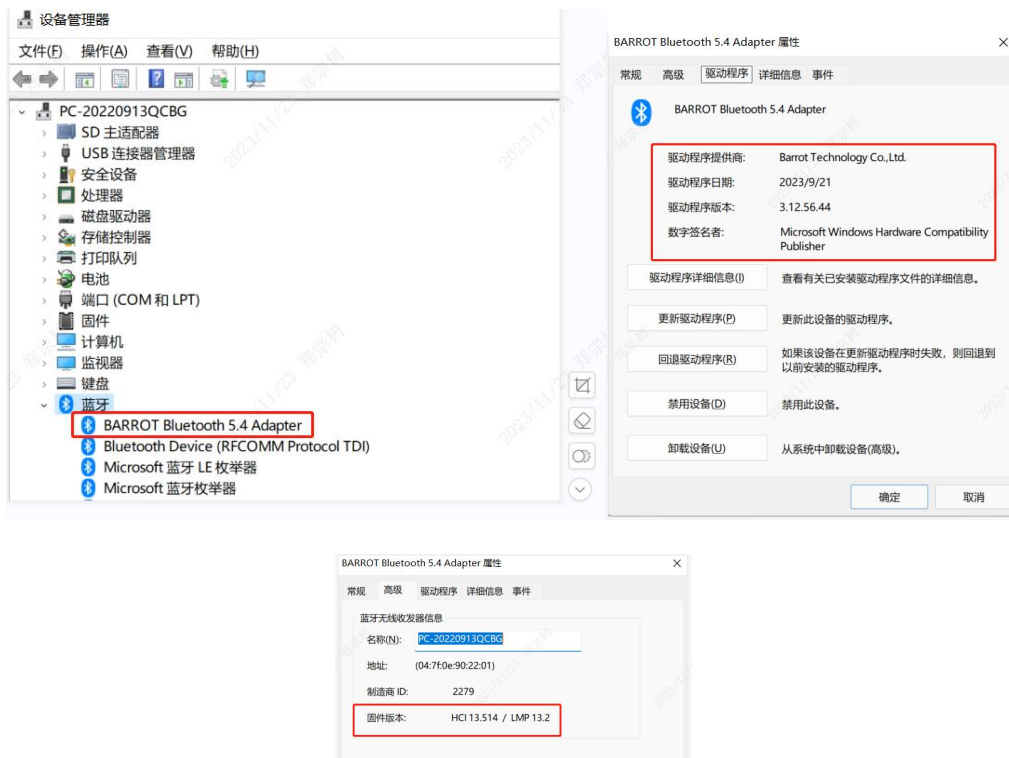 设备管理器
文件(F) 操作(A) 查看(V) 帮助(H)
PC-20220913QCBG
SD 主适配器
USB 连接器管理器
安全设备
处理器
磁盘驱动器
存储控制器
打印队列
电池
端口 (COM 和 LPT)
固件
计算机
监视器
键盘
蓝牙
BARROT Bluetooth 5.4 Adapter
Bluetooth Device (RFCOMM Protocol TDI)
Microsoft 蓝牙 LE 枚举器
Microsoft 蓝牙枚举器
BARROT Bluetooth 5.4 Adapter 属性
常规 高级 驱动程序 详细信息 事件
BARROT Bluetooth 5.4 Adapter
驱动程序提供商: Barrot Technology Co.,Ltd.
驱动程序日期: 2023/9/21
驱动程序版本: 3.12.56.44
数字签名者: Microsoft Windows Hardware Compatibility
Publisher
驱动程序详细信息(I) 查看有关已安装驱动程序文件的详细信息。
更新驱动程序(P) 更新此设备的驱动程序。
回退驱动程序(R) 如果该设备在更新驱动程序时失败，则回退到
以前安装的驱动程序。
禁用设备(D) 禁用此设备。
卸载设备(U) 从系统中卸载设备(高级)。
确定 取消
BARROT Bluetooth 5.4 Adapter 属性
常规 高级 驱动程序 详细信息 事件
蓝牙无线收发器信息
名称(N): PC-20220913QCBG
地址: (04:7f:0e:90:22:01)
制造商 ID: 2279
固件版本: HCI 13.514 / LMP 13.2